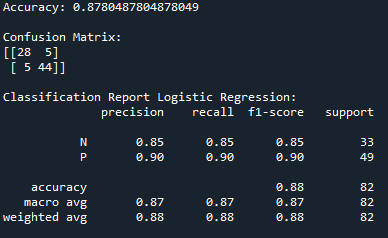 Accuracy: 0.8780487804878049
Confusion Matrix:
[[28  5]
 [ 5 44]]
Classification Report Logistic Regression:
              precision    recall  f1-score   support
           N       0.85      0.85      0.85        33
           P       0.90      0.90      0.90        49
    accuracy                           0.88        82
   macro avg       0.87      0.87      0.87        82
weighted avg       0.88      0.88      0.88        82